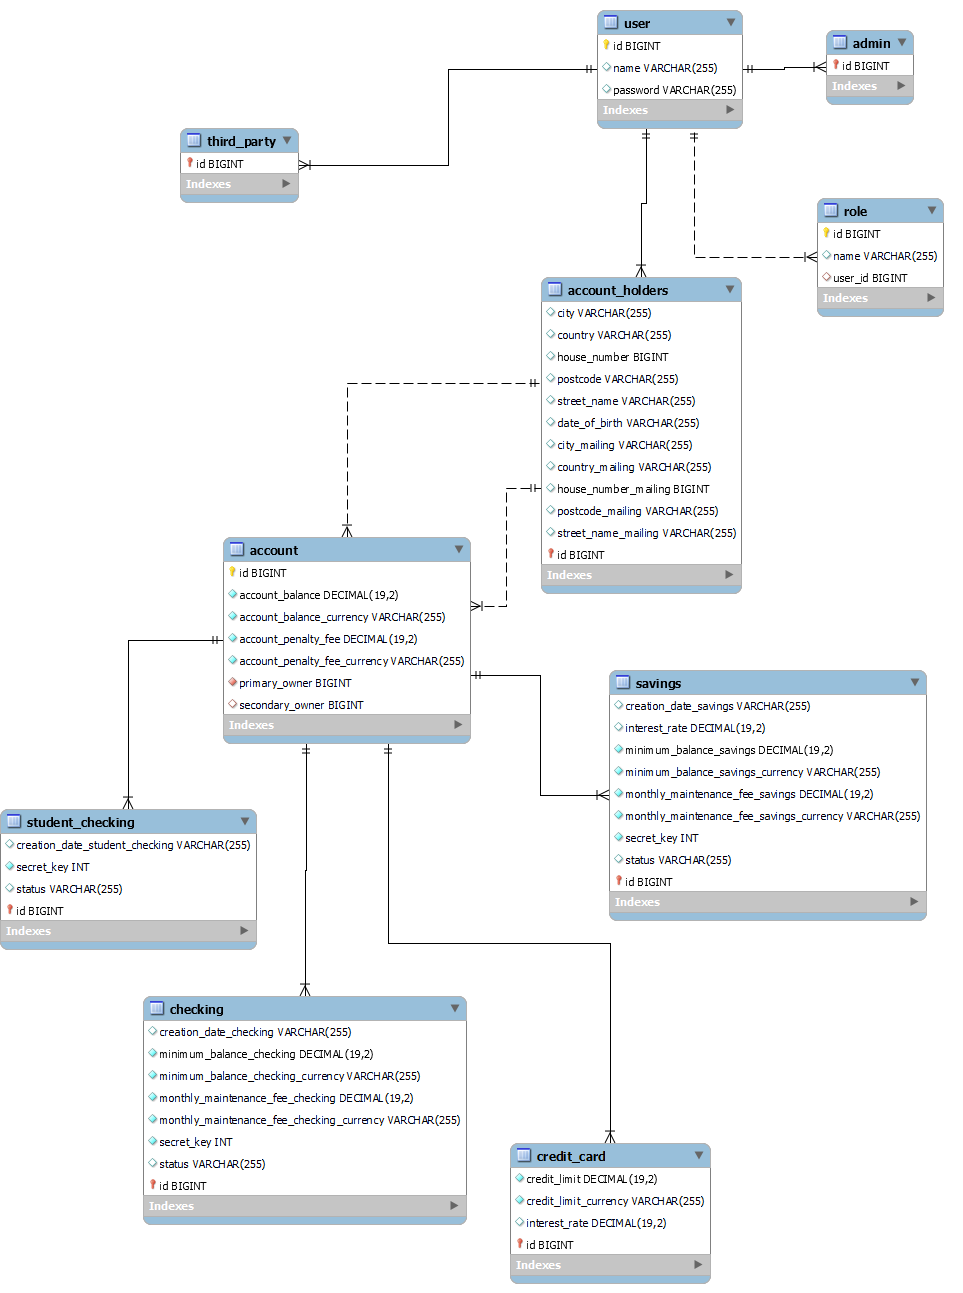 user
id BIGINT
name VARCHAR(255)
password VARCHAR(255)
Indexes
admin
id BIGINT
Indexes
third_party
id BIGINT
Indexes
role
id BIGINT
name VARCHAR(255)
user_id BIGINT
Indexes
account_holders
city VARCHAR(255)
country VARCHAR(255)
house_number BIGINT
postcode VARCHAR(255)
street_name VARCHAR(255)
date_of_birth VARCHAR(255)
city_mailing VARCHAR(255)
country_mailing VARCHAR(255)
house_number_mailing BIGINT
postcode_mailing VARCHAR(255)
street_name_mailing VARCHAR(255)
id BIGINT
Indexes
account
id BIGINT
account_balance DECIMAL(19,2)
account_balance_currency VARCHAR(255)
account_penalty_fee DECIMAL(19,2)
account_penalty_fee_currency VARCHAR(255)
primary_owner BIGINT
secondary_owner BIGINT
Indexes
savings
creation_date_savings VARCHAR(255)
interest_rate DECIMAL(19,2)
minimum_balance_savings DECIMAL(19,2)
minimum_balance_savings_currency VARCHAR(255)
monthly_maintenance_fee_savings DECIMAL(19,2)
monthly_maintenance_fee_savings_currency VARCHAR(255)
secret_key INT
status VARCHAR(255)
id BIGINT
Indexes
student_checking
creation_date_student_checking VARCHAR(255)
secret_key INT
status VARCHAR(255)
id BIGINT
Indexes
checking
creation_date_checking VARCHAR(255)
minimum_balance_checking DECIMAL(19,2)
minimum_balance_checking_currency VARCHAR(255)
monthly_maintenance_fee_checking DECIMAL(19,2)
monthly_maintenance_fee_checking_currency VARCHAR(255)
secret_key INT
status VARCHAR(255)
id BIGINT
Indexes
credit_card
credit_limit DECIMAL(19,2)
credit_limit_currency VARCHAR(255)
interest_rate DECIMAL(19,2)
id BIGINT
Indexes